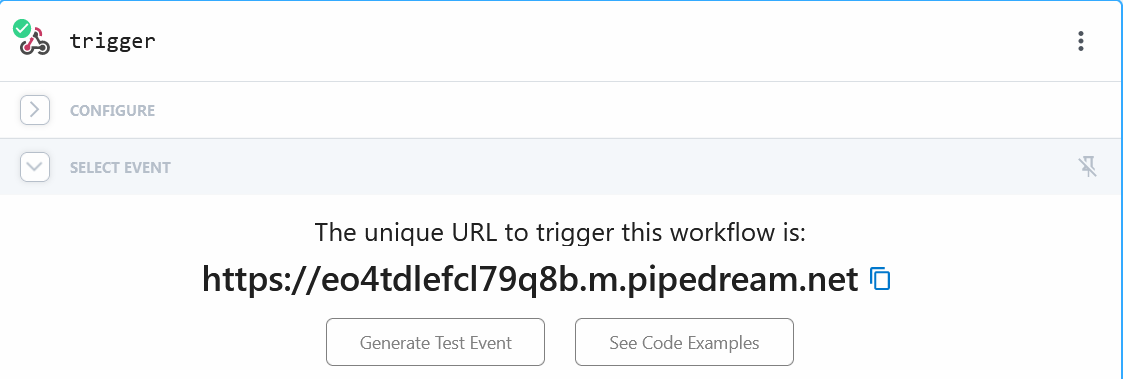 trigger
CONFIGURE
SELECT EVENT
The unique URL to trigger this workflow is:
https://eo4tdlefcl79q8b.m.pipedream.net
Generate Test Event
See Code Examples